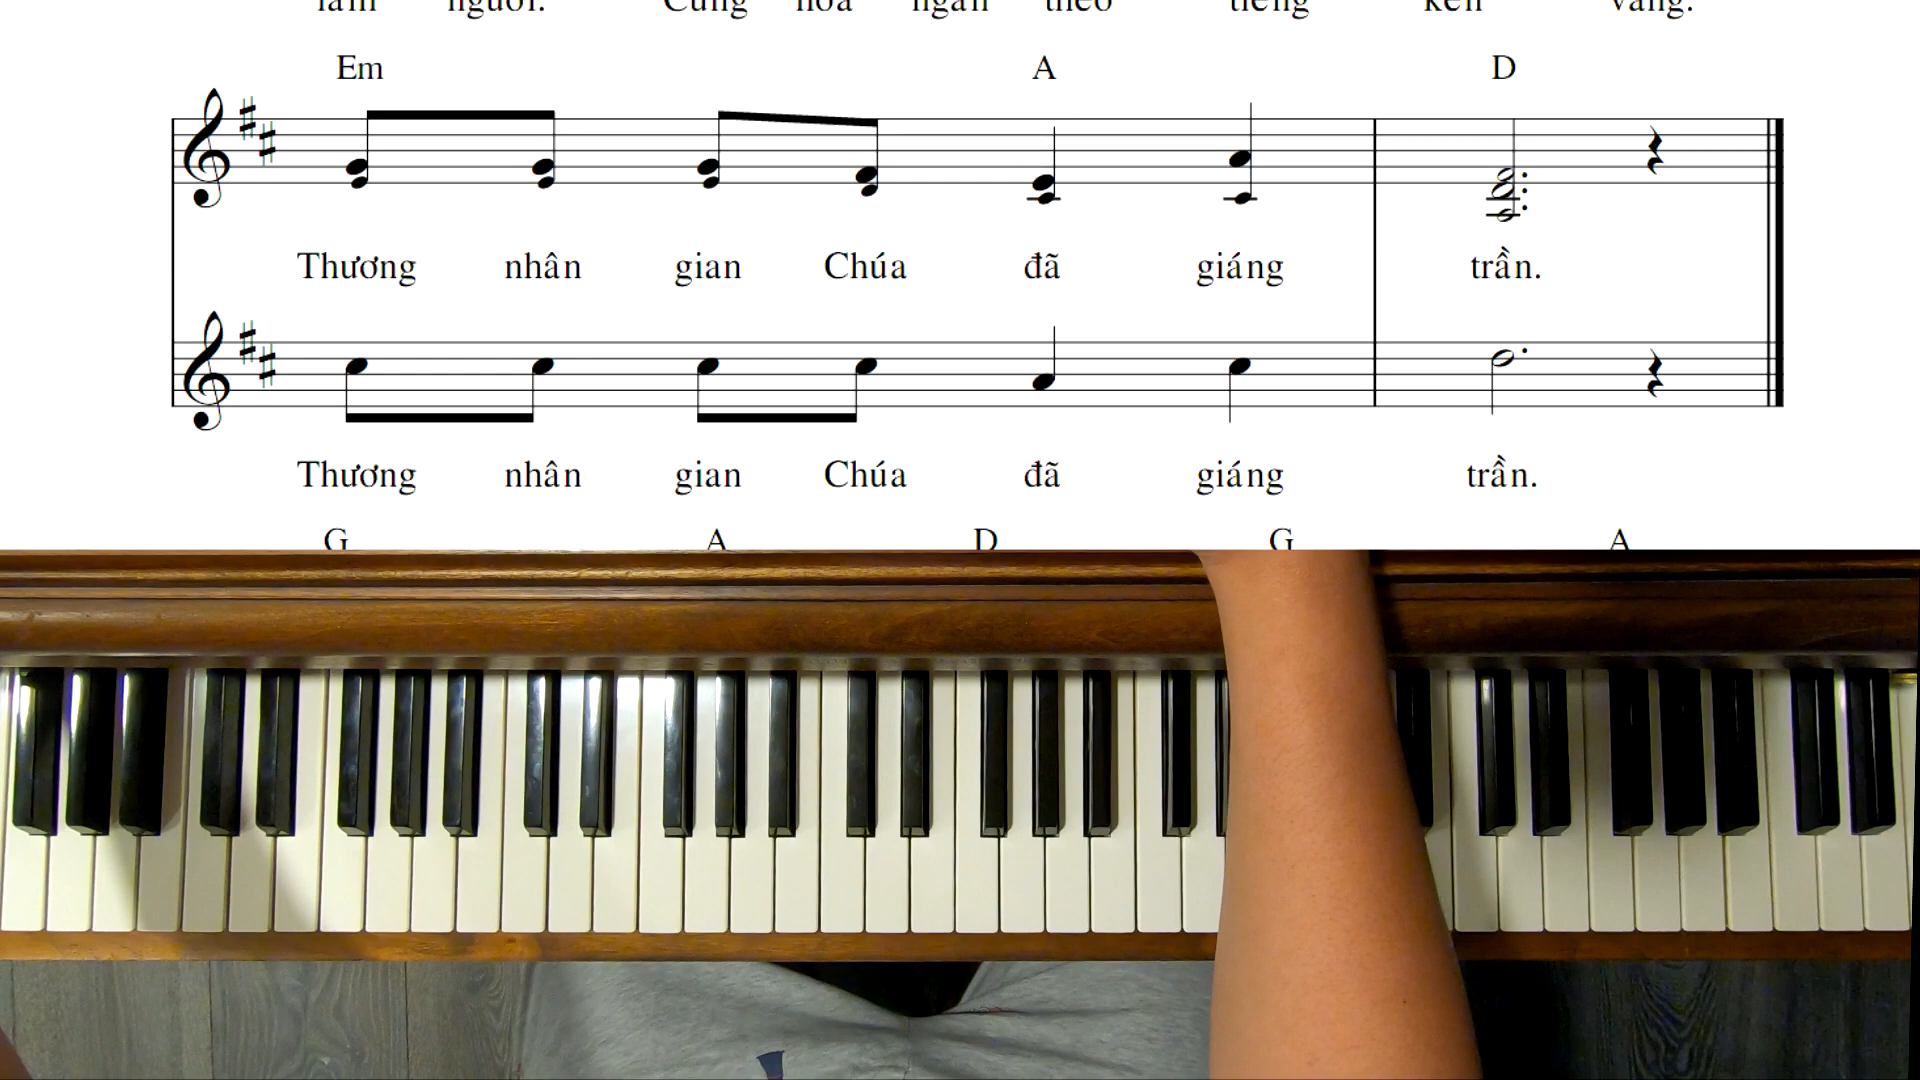 Em A D
Thương nhân gian Chúa đã giáng trần.
Thương nhân gian Chúa đã giáng trần.
G A D G A